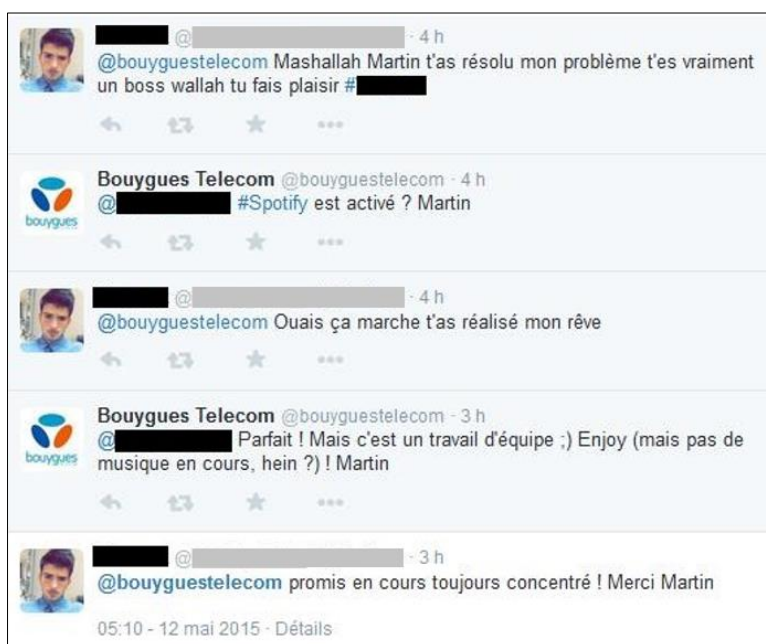 @ · 4 h
@bouyguestelecom Mashallah Martin t'as résolu mon problème t'es vraiment
un boss wallah tu fais plaisir #
Bouygues Telecom @bouyguestelecom · 4 h
bouygues
@ #Spotify est activé ? Martin
@ · 4 h
@bouyguestelecom Ouais ça marche t'as réalisé mon rêve
Bouygues Telecom @bouyguestelecom · 3 h
bouygues
@ Parfait ! Mais c'est un travail d'équipe ;) Enjoy (mais pas de
musique en cours, hein ?) ! Martin
@ · 3 h
@bouyguestelecom promis en cours toujours concentré ! Merci Martin
05:10 - 12 mai 2015 · Détails